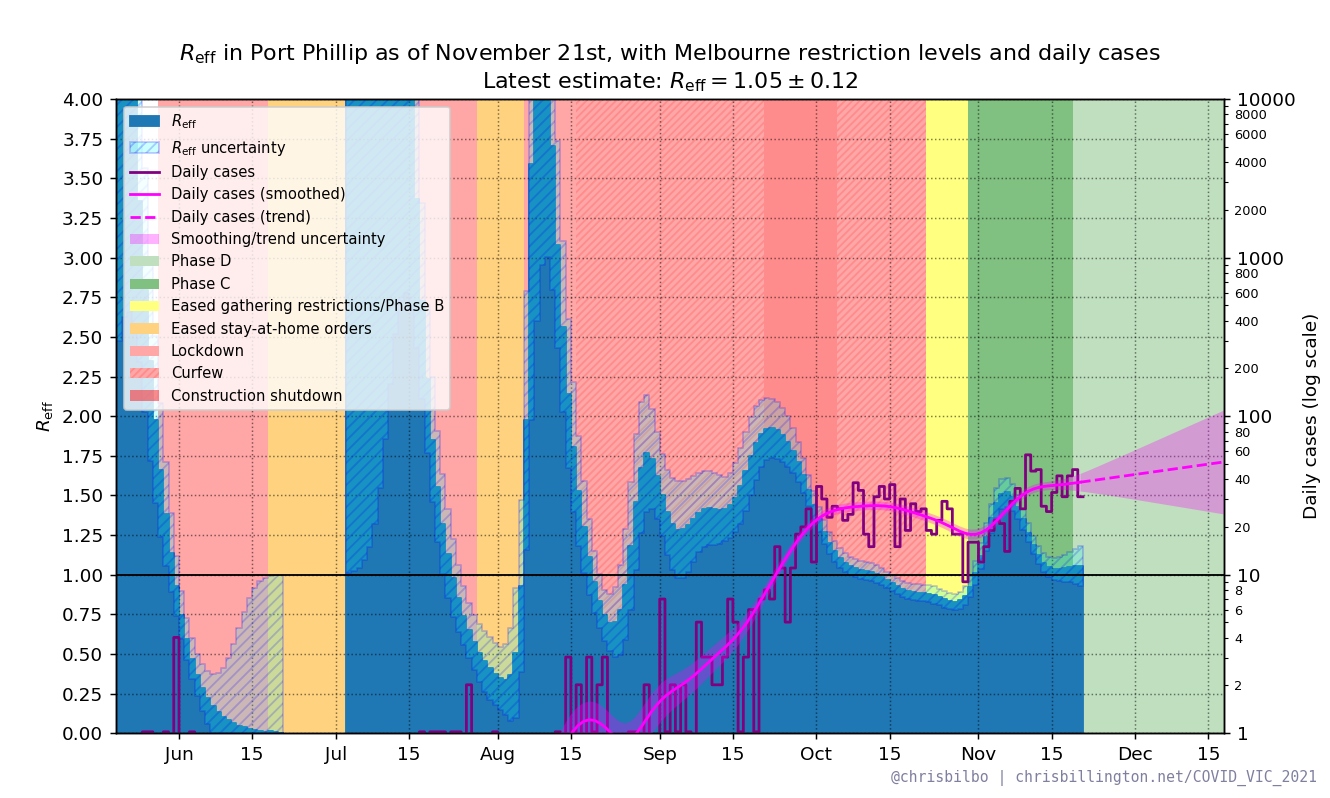 Reff in Port Phillip as of November 21st, with Melbourne restriction levels and daily cases
Latest estimate: Reff = 1.05 ± 0.12
Reff
4.00
3.75
3.50
3.25
3.00
2.75
2.50
2.25
2.00
1.75
1.50
1.25
1.00
0.75
0.50
0.25
0.00
Reff
Reff uncertainty
Daily cases
Daily cases (smoothed)
Daily cases (trend)
Smoothing/trend uncertainty
Phase D
Phase C
Eased gathering restrictions/Phase B
Eased stay-at-home orders
Lockdown
Curfew
Construction shutdown
10000
8000
6000
4000
2000
1000
800
600
400
200
100
80
60
40
20
10
8
6
4
2
1
Daily cases (log scale)
Jun 15 Jul 15 Aug 15 Sep 15 Oct 15 Nov 15 Dec 15
@chrisbilbo | chrisbillington.net/COVID_VIC_2021